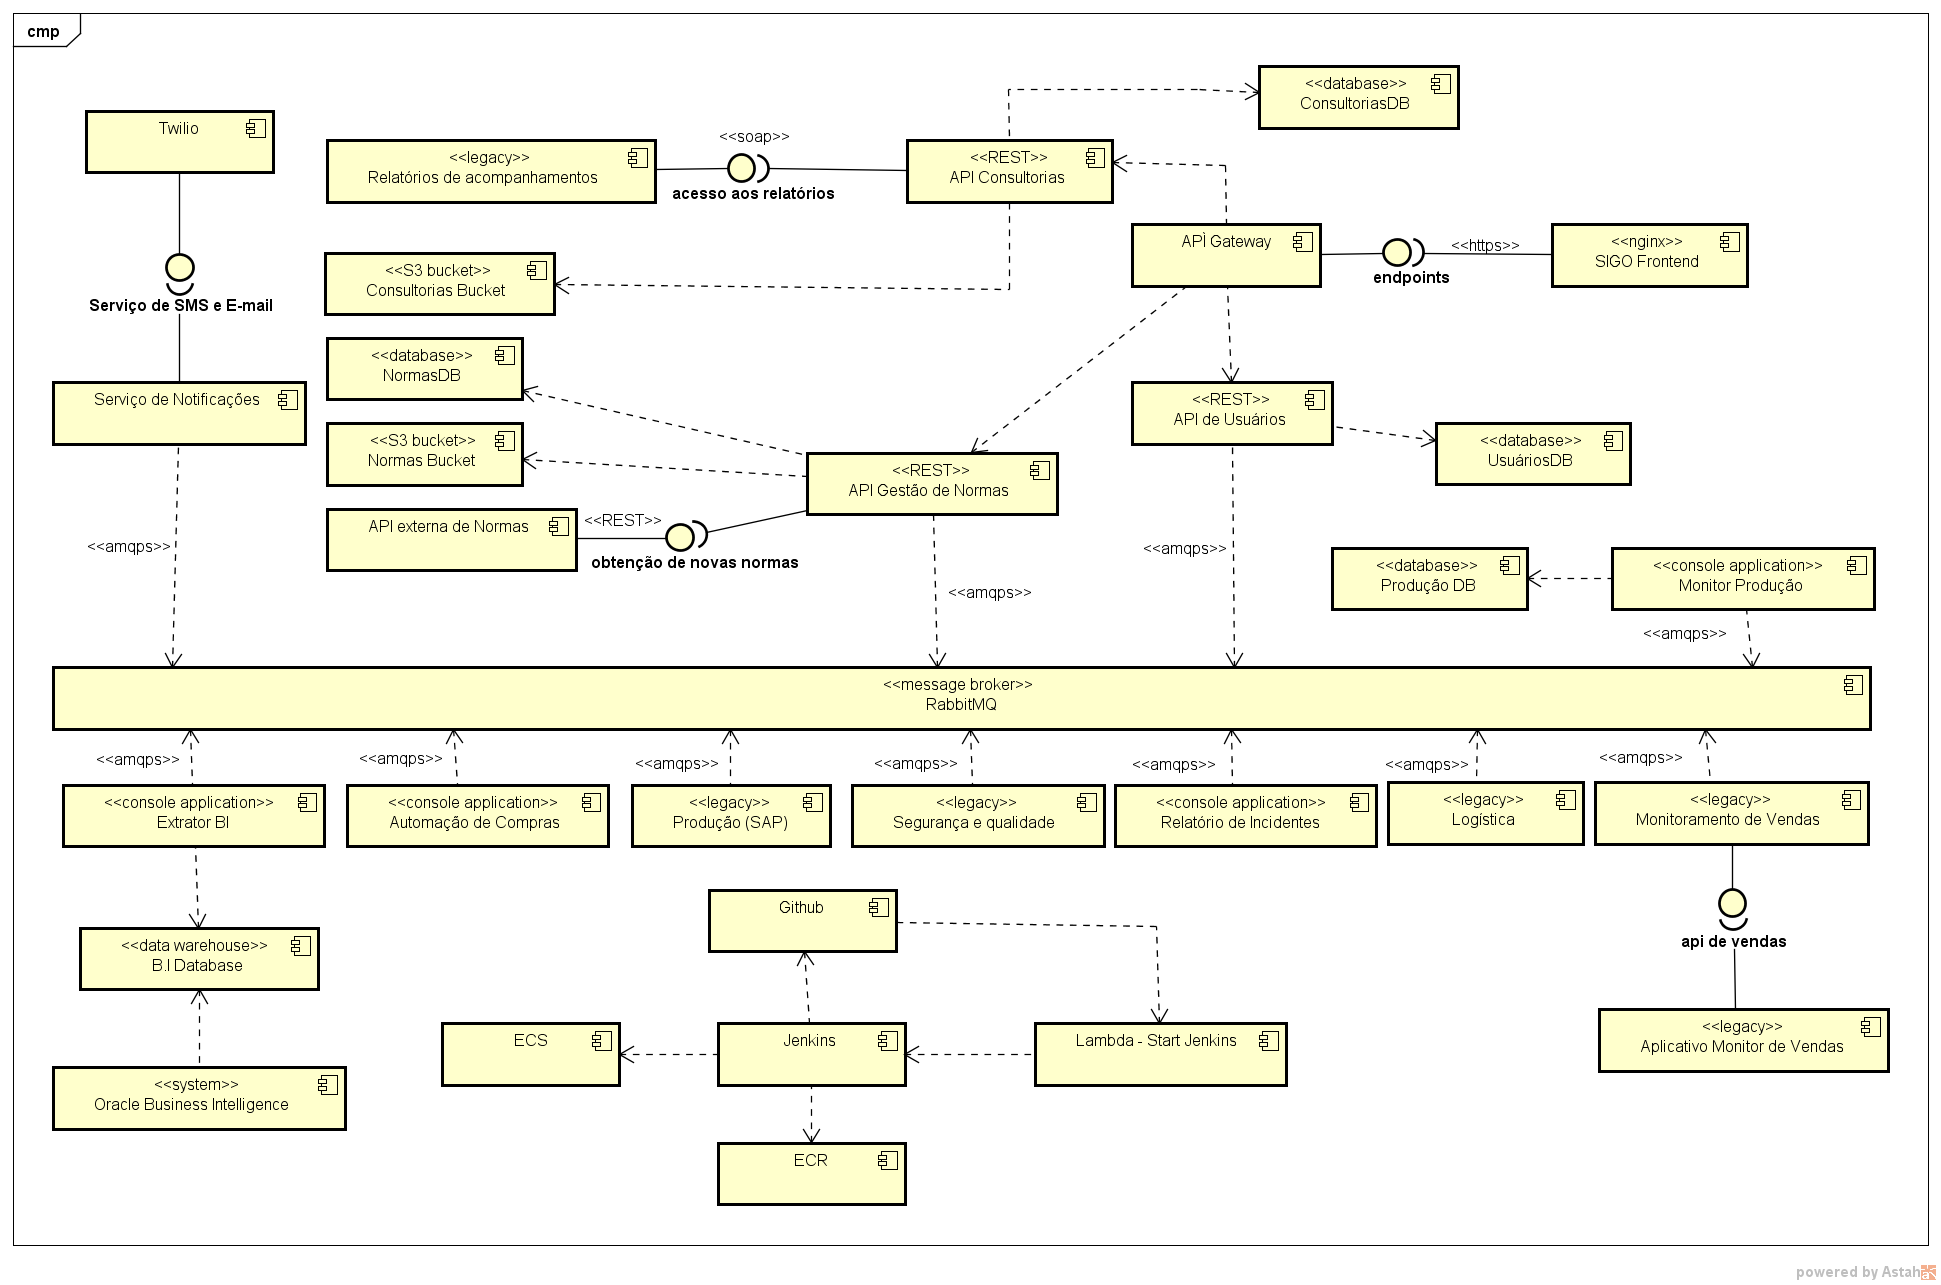 cmp
<<database>>
ConsultoriasDB
Twilio
<<soap>>
<<legacy>>
Relatórios de acompanhamentos
acesso aos relatórios
<<REST>>
API Consultorias
APÌ Gateway
<<https>>
endpoints
<<nginx>>
SIGO Frontend
<<S3 bucket>>
Consultorias Bucket
Serviço de SMS e E-mail
<<database>>
NormasDB
Serviço de Notificações
<<REST>>
API de Usuários
<<S3 bucket>>
Normas Bucket
<<database>>
UsuáriosDB
<<REST>>
API Gestão de Normas
API externa de Normas
<<REST>>
obtenção de novas normas
<<amqps>>
<<amqps>>
<<amqps>>
<<database>>
Produção DB
<<console application>>
Monitor Produção
<<amqps>>
<<message broker>>
RabbitMQ
<<amqps>>
<<amqps>>
<<amqps>>
<<amqps>>
<<amqps>>
<<amqps>>
<<amqps>>
<<console application>>
Extrator BI
<<console application>>
Automação de Compras
<<legacy>>
Produção (SAP)
<<legacy>>
Segurança e qualidade
<<console application>>
Relatório de Incidentes
<<legacy>>
Logística
<<legacy>>
Monitoramento de Vendas
Github
api de vendas
<<data warehouse>>
B.I Database
ECS
Jenkins
Lambda - Start Jenkins
<<legacy>>
Aplicativo Monitor de Vendas
<<system>>
Oracle Business Intelligence
ECR
powered by Astah